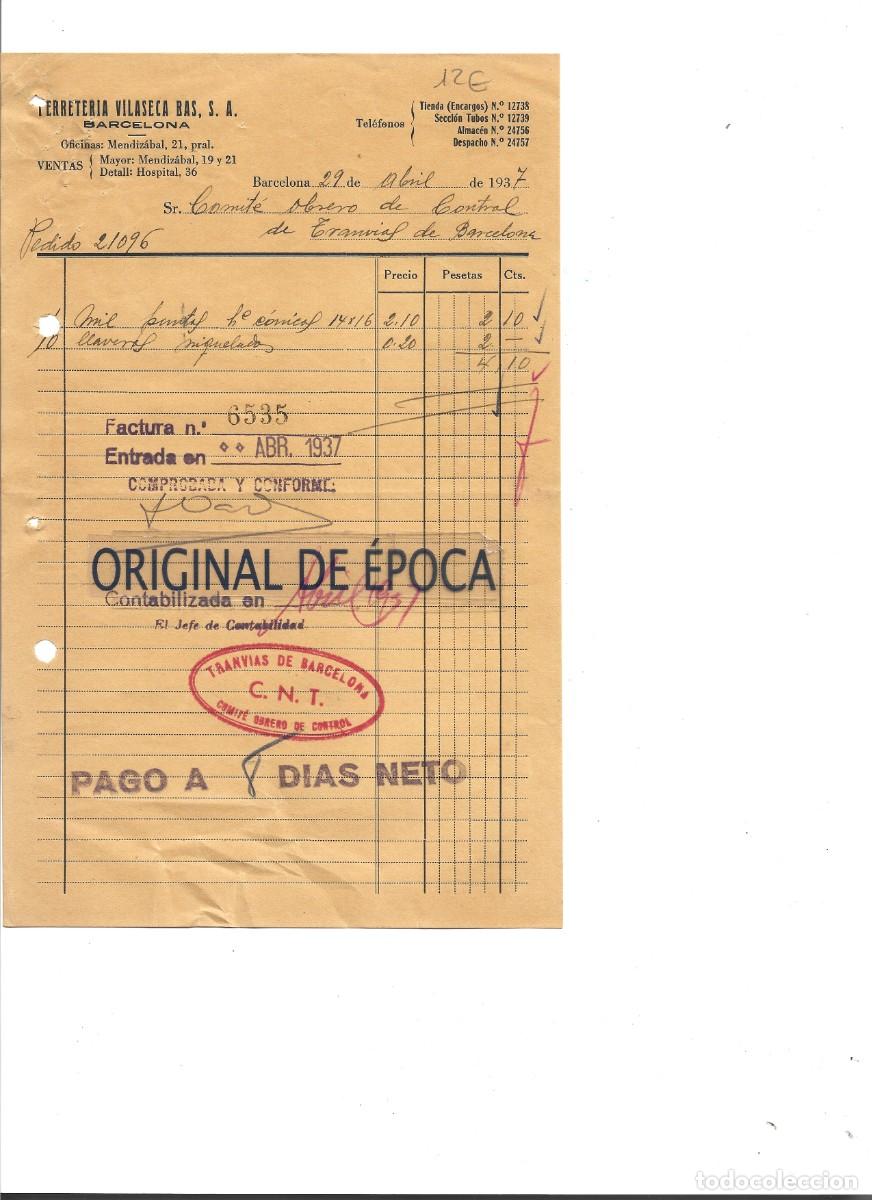 12E
FERRETERIA VILASECA BAS, S. A.
BARCELONA
Oficinas: Mendizábal, 21, pral.
VENTAS { Mayor: Mendizábal, 19 y 21
Detall: Hospital, 36
Teléfonos { Tienda (Encargos) N.º 12738
Sección Tubos N.º 12739
Almacén N.º 24756
Despacho N.º 24757
Barcelona 29 de Abril de 1937
Sr. Comité Obrero de Control
de Tranvias de Barcelona
Pedido 21096
Precio Pesetas Cts.
1 Mil puntas hº cónicas 14x16 2.10 2 10
10 llaveros niquelados 0.20 2. —
4 10
Factura n.º 6535
Entrada en ABR. 1937
COMPROBADA Y CONFORME:
ORIGINAL DE ÉPOCA
Contabilizada en Abril 1937
El Jefe de Contabilidad
TRANVIAS DE BARCELONA
C. N. T.
COMITÉ OBRERO DE CONTROL
PAGO A 8 DIAS NETO
todocoleccion